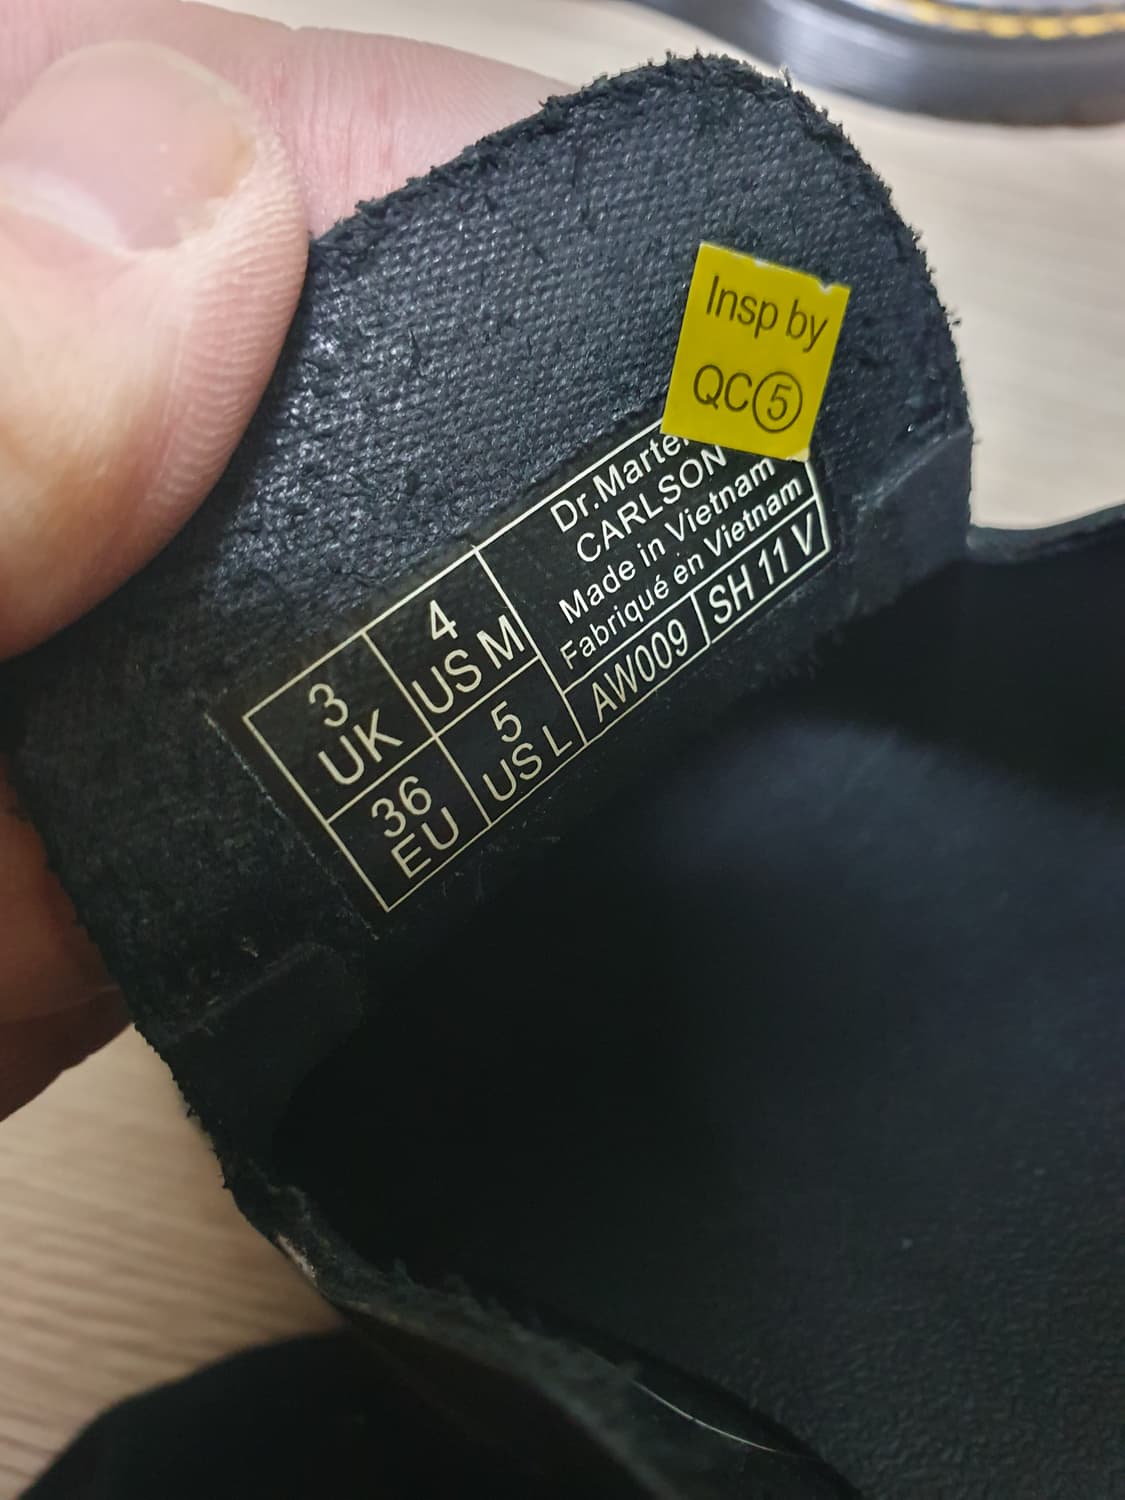 Insp by
QC⑤
Dr.Marte
CARLSON
Made in Vietnam
Fabriqué en Vietnam
AW009 SH 11 V
3
UK
4
US M
36
EU
5
US L